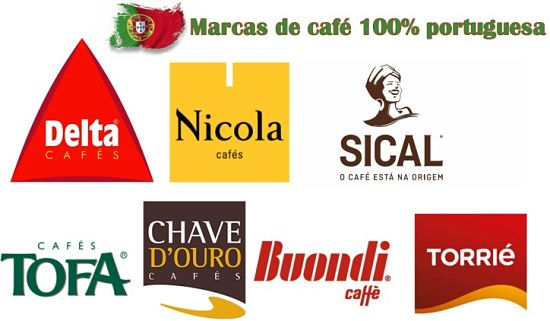 Marcas de café 100% portuguesa
Delta®
CAFÉS
Nicola
cafés
SICAL®
O CAFÉ ESTÁ NA ORIGEM
CAFÉS
TOFA®
CHAVE
D'OURO
CAFÉS
Buondi®
caffè
TORRIÉ